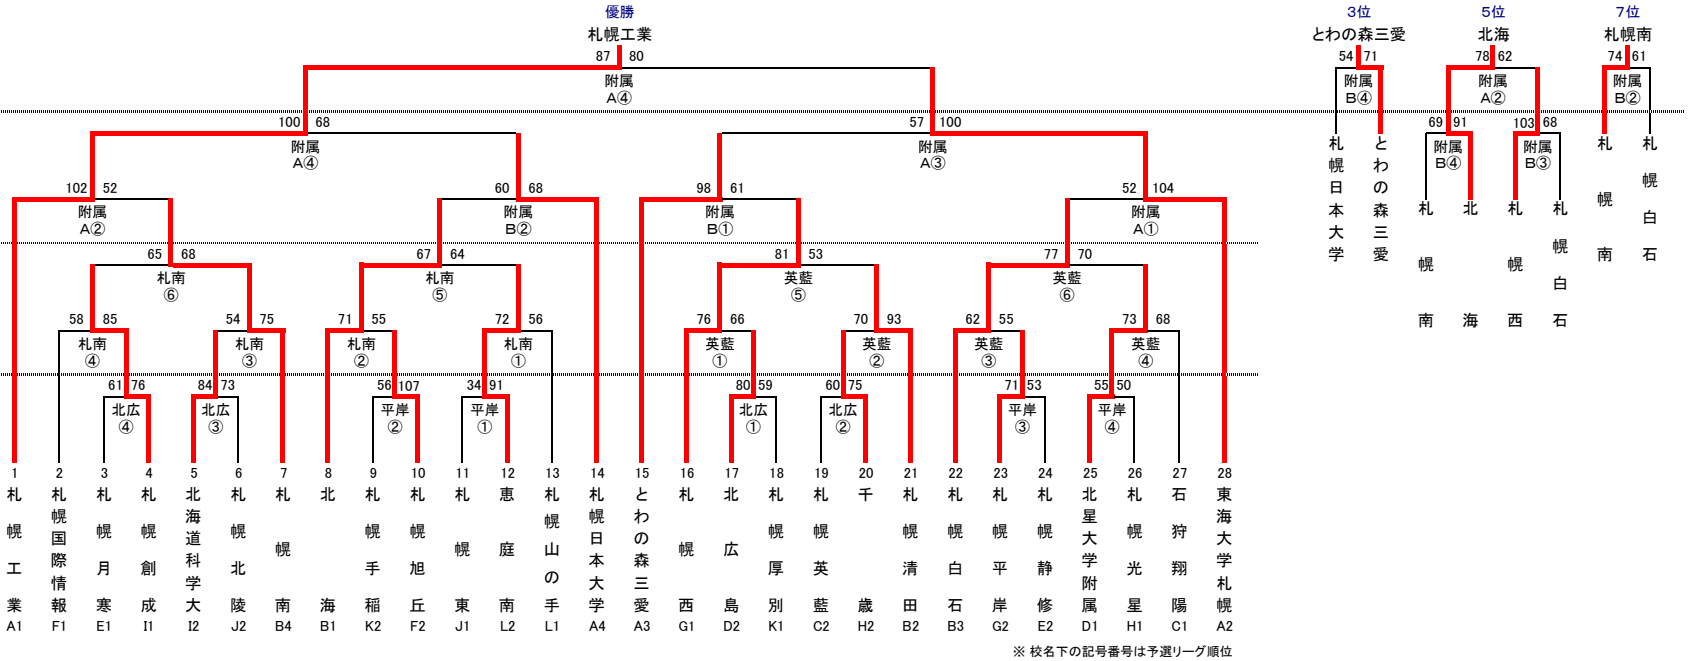 優勝 3位 5位 7位
札幌工業 とわの森三愛 北海 札幌南
87 80 54 71 78 62 74 61
附属 附属 附属 附属
A④ B④ A② B②
100 68 57 100 69 91 103 68
附属 附属 附属 附属
A④ A③ B④ B③
札幌日本大学 とわの森三愛 札幌南 北海 札幌西 札幌白石 札幌南 札幌白石
102 52 60 68 98 61 52 104
附属 附属 附属 附属
A② B② B① A①
65 68 67 64 81 53 77 70
札南 札南 英藍 英藍
⑥ ⑤ ⑤ ⑥
58 85 54 75 71 55 72 56 76 66 70 93 62 55 73 68
札南 札南 札南 札南 英藍 英藍 英藍 英藍
④ ③ ② ① ① ② ③ ④
61 76 84 73 56 107 34 91 80 59 60 75 71 53 55 50
北広 北広 平岸 平岸 北広 北広 平岸 平岸
④ ③ ② ① ① ② ③ ④
1 2 3 4 5 6 7 8 9 10 11 12 13 14 15 16 17 18 19 20 21 22 23 24 25 26 27 28
札幌工業 札幌国際情報 札幌月寒 札幌創成 北海道科学大 札幌北陵 札幌南 北海 札幌手稲 札幌旭丘 札幌東 恵庭南 札幌山の手 札幌日本大学 とわの森三愛 札幌西 北広島 札幌厚別 札幌英藍 千歳 札幌清田 札幌白石 札幌平岸 札幌静修 北星大学附属 札幌光星 石狩翔陽 東海大学札幌
A1 F1 E1 I1 I2 J2 B4 B1 K2 F2 J1 L2 L1 A4 A3 G1 D2 K1 C2 H2 B2 B3 G2 E2 D1 H1 C1 A2
※ 校名下の記号番号は予選リーグ順位